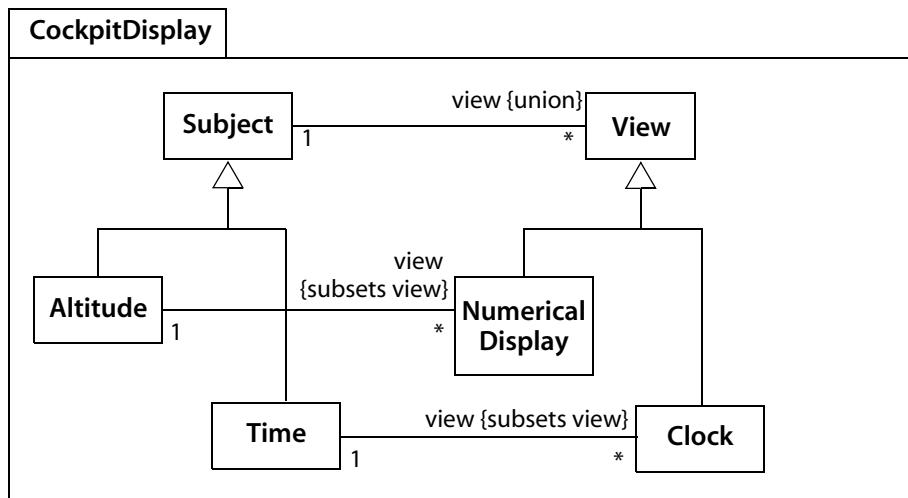 CockpitDisplay
view {union}
Subject
View
1
*
view
{subsets view}
Altitude
Numerical
Display
1
*
view {subsets view}
Time
Clock
1
*